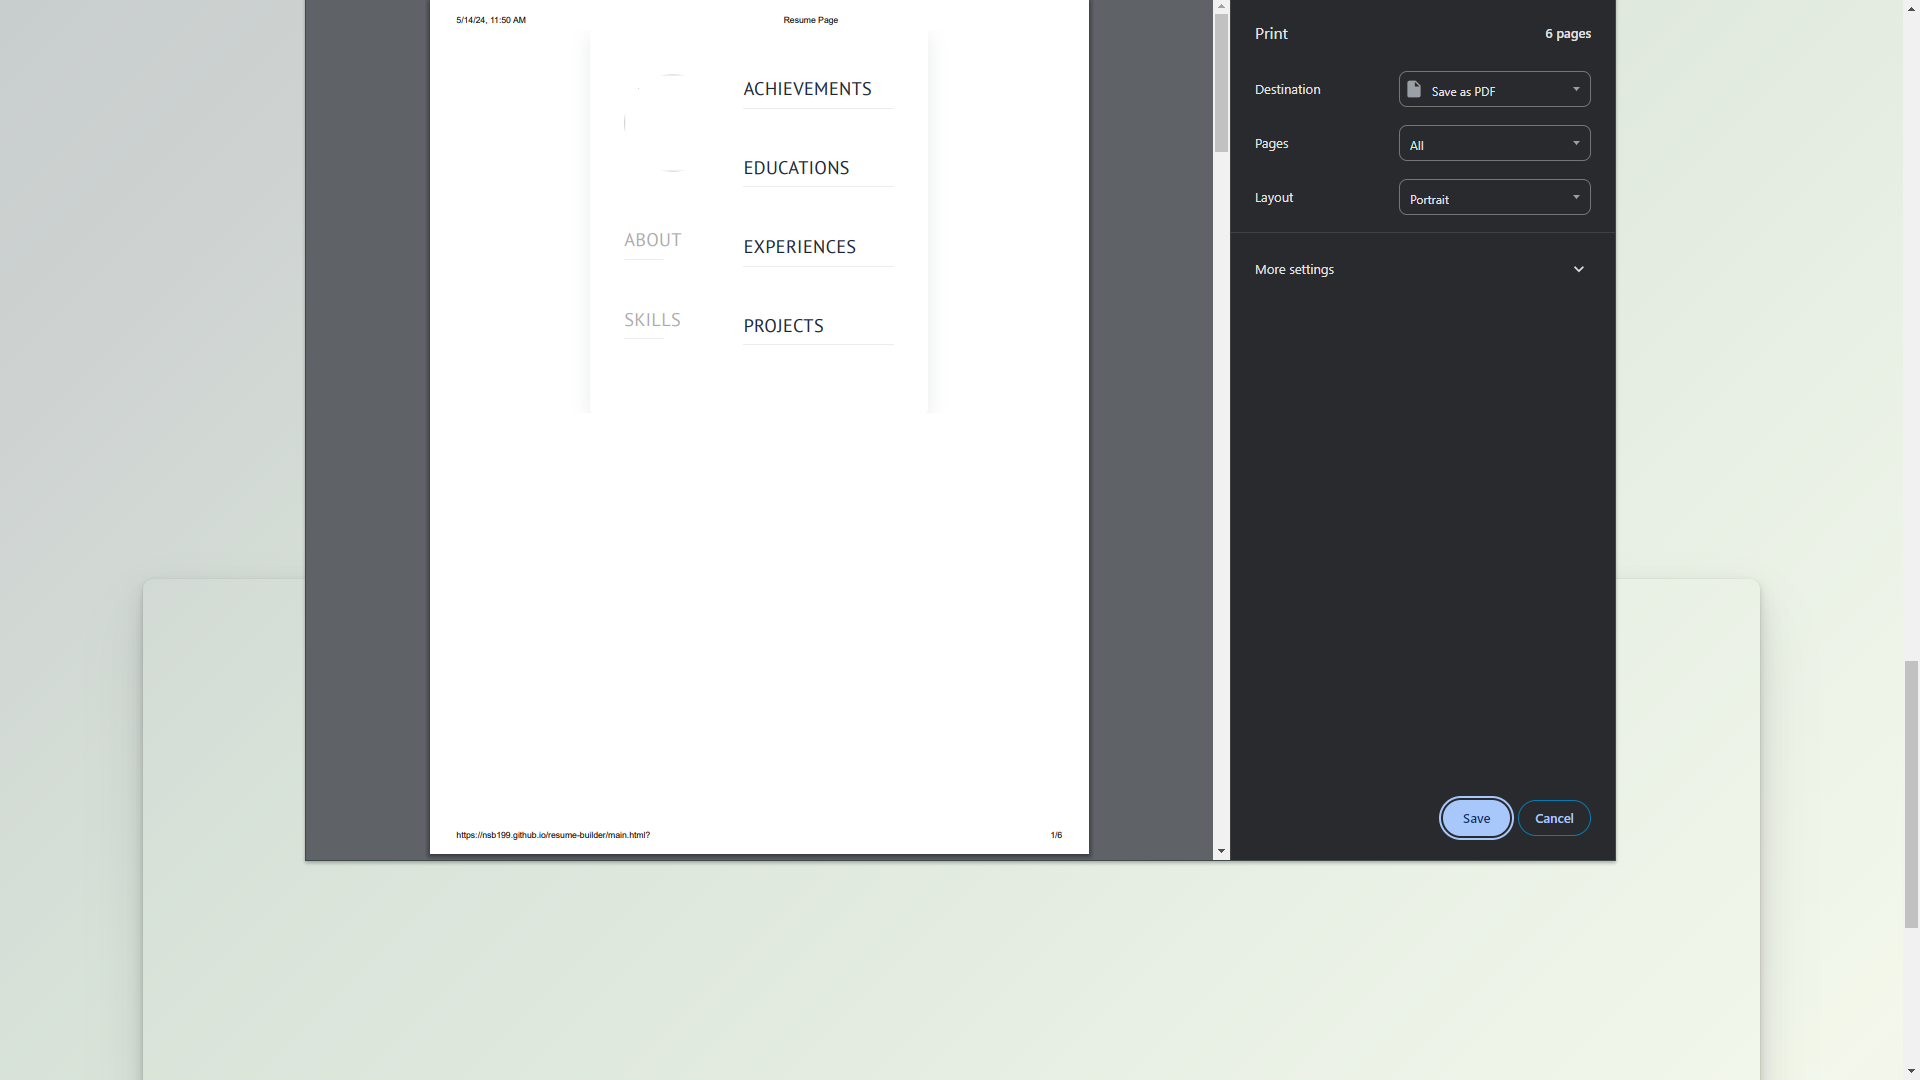 5/14/24, 11:50 AM
Resume Page
ACHIEVEMENTS
EDUCATIONS
ABOUT
EXPERIENCES
SKILLS
PROJECTS
https://nsb199.github.io/resume-builder/main.html?
1/6
Print
6 pages
Destination
Save as PDF
Pages
All
Layout
Portrait
More settings
Save
Cancel